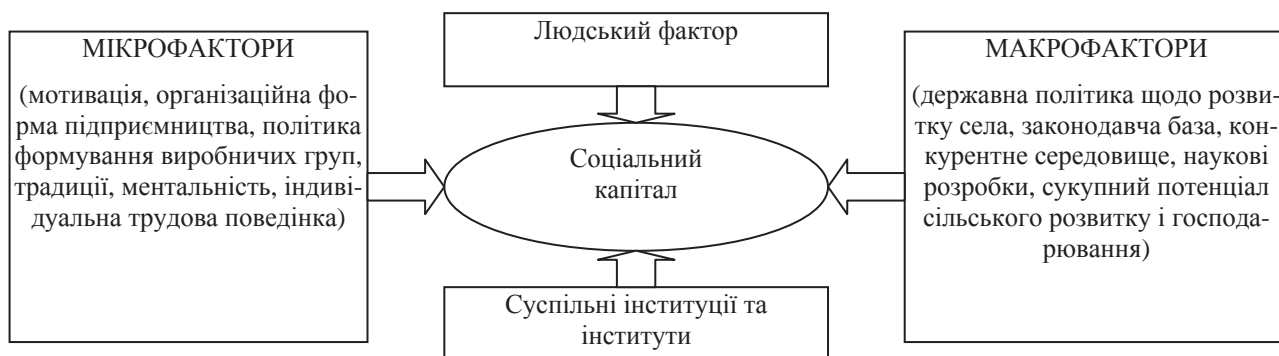 МІКРОФАКТОРИ
(мотивація, організаційна фо-
рма підприємництва, політика
формування виробничих груп,
традиції, ментальність, індиві-
дуальна трудова поведінка)
Людський фактор
Соціальний
капітал
Суспільні інституції та
інститути
МАКРОФАКТОРИ
(державна політика щодо розви-
тку села, законодавча база, кон-
курентне середовище, наукові
розробки, сукупний потенціал
сільського розвитку і господа-
рювання)